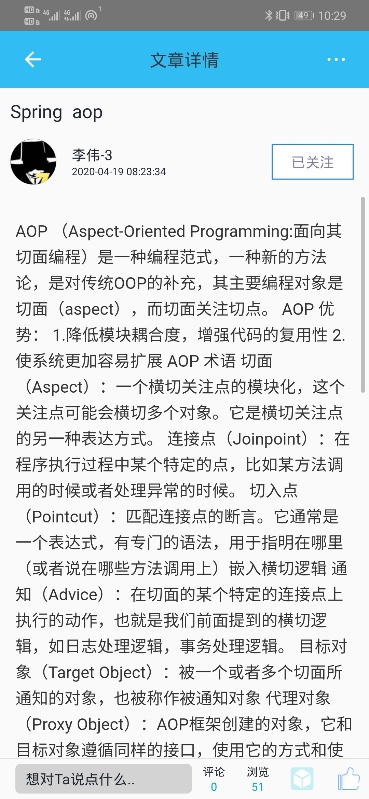 10:29
文章详情
Spring aop
李伟-3
2020-04-19 08:23:34
已关注
AOP （Aspect-Oriented Programming:面向其
切面编程）是一种编程范式，一种新的方法
论，是对传统OOP的补充，其主要编程对象是
切面（aspect），而切面关注切点。 AOP 优
势： 1.降低模块耦合度，增强代码的复用性 2.
使系统更加容易扩展 AOP 术语 切面
（Aspect）：一个横切关注点的模块化，这个
关注点可能会横切多个对象。它是横切关注点
的另一种表达方式。 连接点（Joinpoint）：在
程序执行过程中某个特定的点，比如某方法调
用的时候或者处理异常的时候。 切入点
（Pointcut）：匹配连接点的断言。它通常是
一个表达式，有专门的语法，用于指明在哪里
（或者说在哪些方法调用上）嵌入横切逻辑 通
知（Advice）：在切面的某个特定的连接点上
执行的动作，也就是我们前面提到的横切逻
辑，如日志处理逻辑，事务处理逻辑。 目标对
象（Target Object）：被一个或者多个切面所
通知的对象，也被称作被通知对象 代理对象
（Proxy Object）：AOP框架创建的对象，它和
目标对象遵循同样的接口，使用它的方式和使
想对Ta说点什么..
评论
0
浏览
51